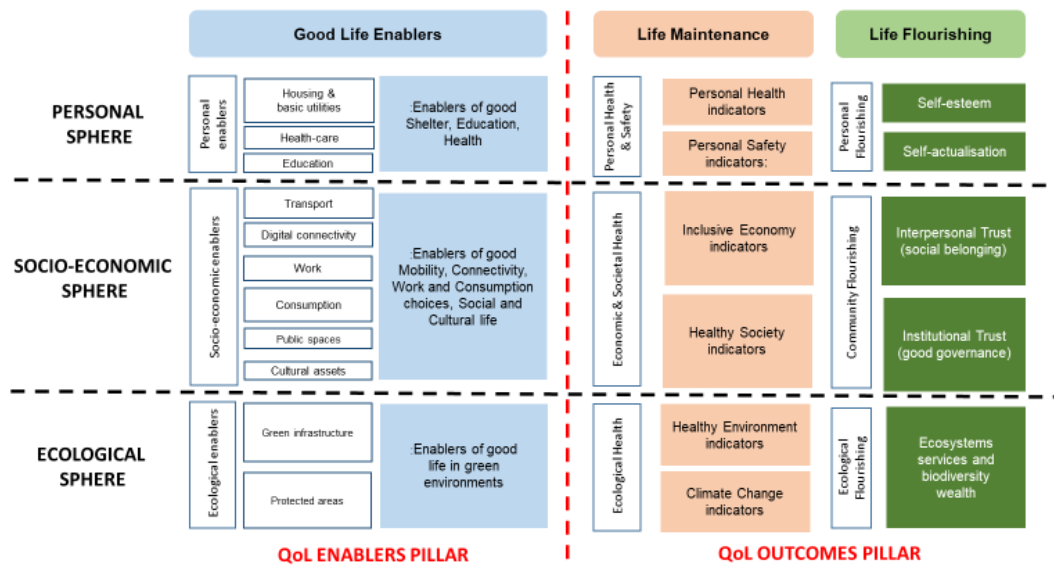 Good Life Enablers
Life Maintenance
Life Flourishing
PERSONAL
SPHERE
Personal
enablers
Housing &
basic utilities
Health-care
Education
:Enablers of good
Shelter, Education,
Health
Personal Health
& Safety
Personal Health
indicators
Personal Safety
indicators:
Personal
Flourishing
Self-esteem
Self-actualisation
SOCIO-ECONOMIC
SPHERE
Socio-economic enablers
Transport
Digital connectivity
Work
Consumption
Public spaces
Cultural assets
:Enablers of good
Mobility, Connectivity,
Work and Consumption
choices, Social and
Cultural life
Economic & Societal Health
Inclusive Economy
indicators
Healthy Society
indicators
Community Flourishing
Interpersonal Trust
(social belonging)
Institutional Trust
(good governance)
ECOLOGICAL
SPHERE
Ecological enablers
Green infrastructure
Protected areas
:Enablers of good
life in green
environments
Ecological Health
Healthy Environment
indicators
Climate Change
indicators
Ecological
Flourishing
Ecosystems
services and
biodiversity
wealth
QoL ENABLERS PILLAR
QoL OUTCOMES PILLAR